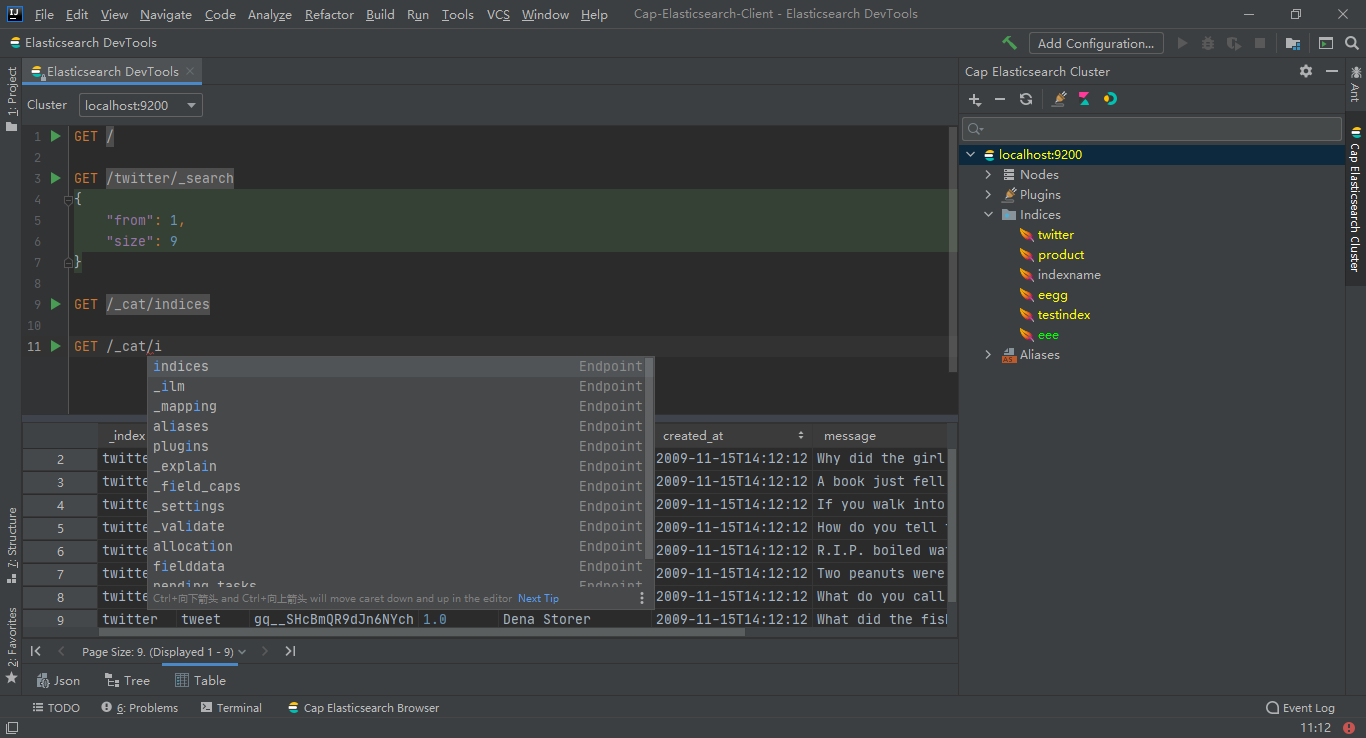 File Edit View Navigate Code Analyze Refactor Build Run Tools VCS Window Help Cap-Elasticsearch-Client - Elasticsearch DevTools
Elasticsearch DevTools
Add Configuration...
1: Project
Elasticsearch DevTools
Cluster localhost:9200
1 GET /
2
3 GET /twitter/_search
4 {
5 "from": 1,
6 "size": 9
7 }
8
9 GET /_cat/indices
10
11 GET /_cat/i
indices Endpoint
_ilm Endpoint
_mapping Endpoint
aliases Endpoint
plugins Endpoint
_explain Endpoint
_field_caps Endpoint
_settings Endpoint
_validate Endpoint
allocation Endpoint
fielddata Endpoint
pending_tasks Endpoint
Ctrl+向下箭头 and Ctrl+向上箭头 will move caret down and up in the editor Next Tip
_index created_at message
2 twitte 2009-11-15T14:12:12 Why did the girl
3 twitte 2009-11-15T14:12:12 A book just fell
4 twitte 2009-11-15T14:12:12 If you walk into
5 twitte 2009-11-15T14:12:12 How do you tell
6 twitte 2009-11-15T14:12:12 R.I.P. boiled wa
7 twitte 2009-11-15T14:12:12 Two peanuts were
8 twitte 2009-11-15T14:12:12 What do you call
9 twitter tweet gq__SHcBmQR9dJn6NYch 1.0 Dena Storer 2009-11-15T14:12:12 What did the fis
Page Size: 9. (Displayed 1 - 9)
Json Tree Table
7: Structure
2: Favorites
Cap Elasticsearch Cluster
localhost:9200
Nodes
Plugins
Indices
twitter
product
indexname
eegg
testindex
eee
Aliases
Ant
Cap Elasticsearch Cluster
TODO 6: Problems Terminal Cap Elasticsearch Browser Event Log
11:12